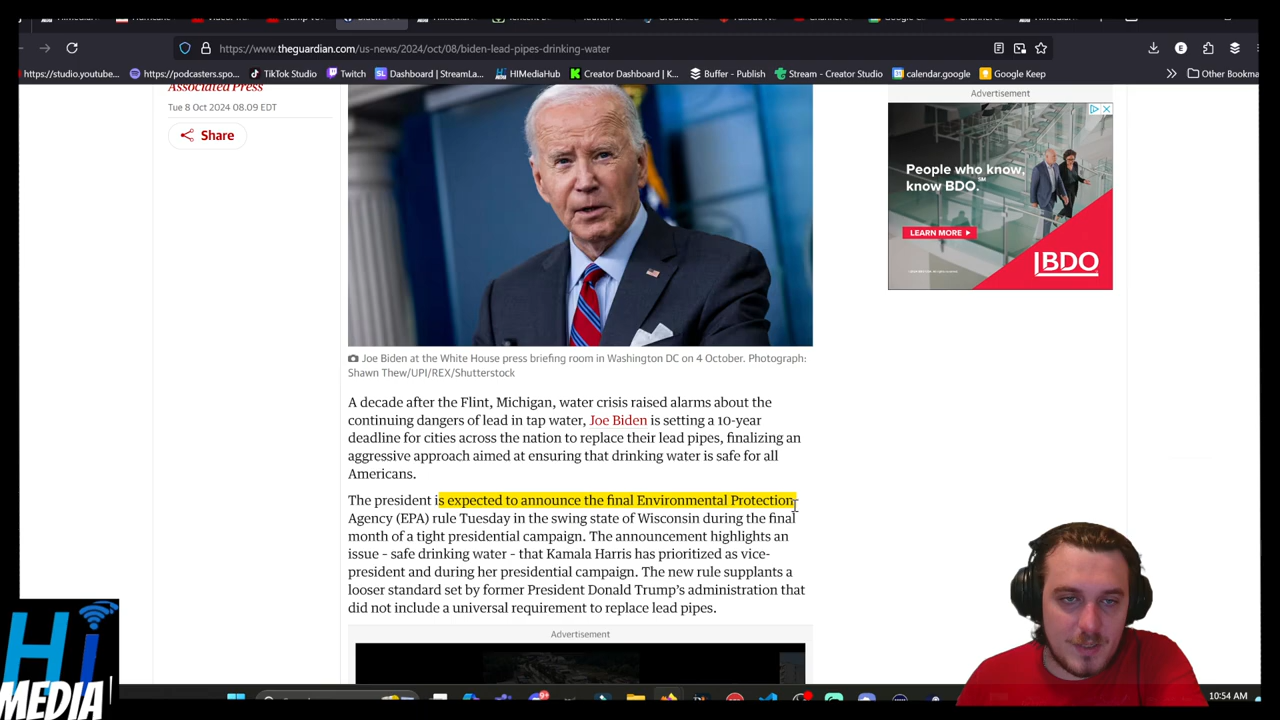 https://www.theguardian.com/us-news/2024/oct/08/biden-lead-pipes-drinking-water
https://studio.youtube... https://podcasters.spo... TikTok Studio Twitch Dashboard | StreamLa... HIMediaHub Creator Dashboard | K... Buffer - Publish Stream - Creator Studio calendar.google Google Keep Other Bookma
Associated Press
Tue 8 Oct 2024 08.09 EDT
Share
Advertisement
People who know,
know BDO.
LEARN MORE
BDO
Joe Biden at the White House press briefing room in Washington DC on 4 October. Photograph:
Shawn Thew/UPI/REX/Shutterstock
A decade after the Flint, Michigan, water crisis raised alarms about the
continuing dangers of lead in tap water, Joe Biden is setting a 10-year
deadline for cities across the nation to replace their lead pipes, finalizing an
aggressive approach aimed at ensuring that drinking water is safe for all
Americans.
The president is expected to announce the final Environmental Protection
Agency (EPA) rule Tuesday in the swing state of Wisconsin during the final
month of a tight presidential campaign. The announcement highlights an
issue – safe drinking water – that Kamala Harris has prioritized as vice-
president and during her presidential campaign. The new rule supplants a
looser standard set by former President Donald Trump's administration that
did not include a universal requirement to replace lead pipes.
Advertisement
Hi
MEDIA
10:54 AM